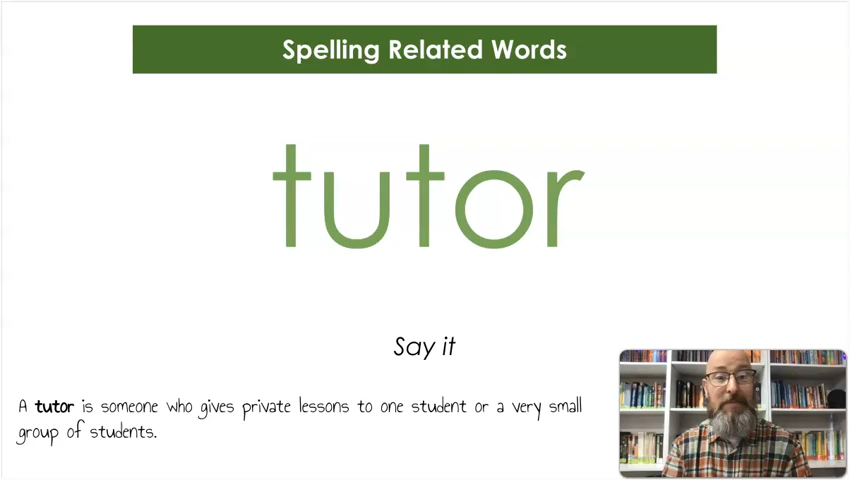 Spelling Related Words
tutor
Say it
A tutor is someone who gives private lessons to one student or a very small
group of students.